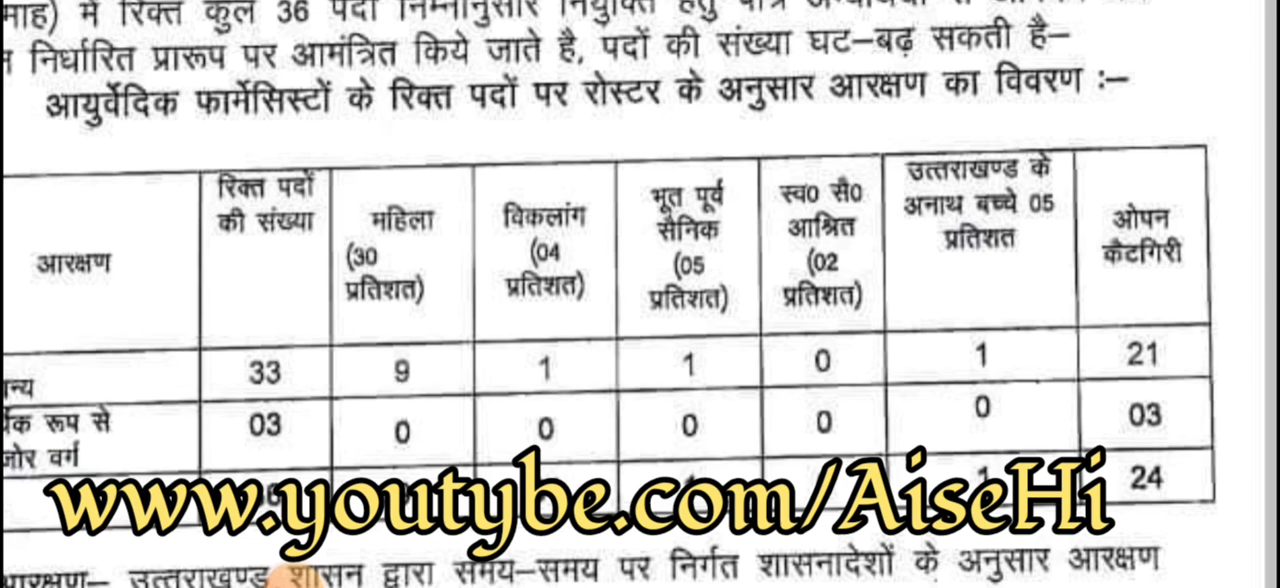 माह) में रिक्त कुल 36 पदों निम्नानुसार नियुक्ति हेतु पात्र
निर्धारित प्रारूप पर आमंत्रित किये जाते है, पदों की संख्या घट–बढ़ सकती है–
आयुर्वेदिक फार्मेसिस्टों के रिक्त पदों पर रोस्टर के अनुसार आरक्षण का विवरण :–
आरक्षण रिक्त पदों की संख्या महिला (30 प्रतिशत) विकलांग (04 प्रतिशत) भूत पूर्व सैनिक (05 प्रतिशत) स्व0 सै0 आश्रित (02 प्रतिशत) उत्तराखण्ड के अनाथ बच्चे 05 प्रतिशत ओपन कैटगिरी
न्य 33 9 1 1 0 1 21
रूप से वर्ग 03 0 0 0 0 0 03
1 24
www.youtybe.com/AiseHi
उत्तराखण्ड शासन द्वारा समय–समय पर निर्गत शासनादेशों के अनुसार आरक्षण